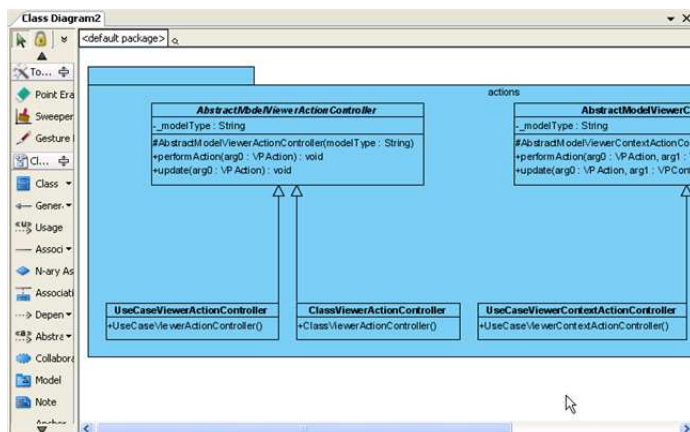 Class Diagram2
<default package>
To...
Point Era
Sweeper
Gesture
Cl...
Class
Gener.
Usage
Associ
N-ary As
Associati
Depen
Abstra
Collabora
Model
Note
Anchor
actions
AbstractModelViewerActionController
-_modelType : String
#AbstractModelViewerActionController(modelType : String)
+performAction(arg0 : VPAction) : void
+update(arg0 : VPAction) : void
AbstractModelViewerC
-_modelType : String
#AbstractModelViewerContextActionCo
+performAction(arg0 : VPAction, arg1 :
+update(arg0 : VPAction, arg1 : VPCont
UseCaseViewerActionController
+UseCaseViewerActionController()
ClassViewerActionController
+ClassViewerActionController()
UseCaseViewerContextActionController
+UseCaseViewerContextActionController()